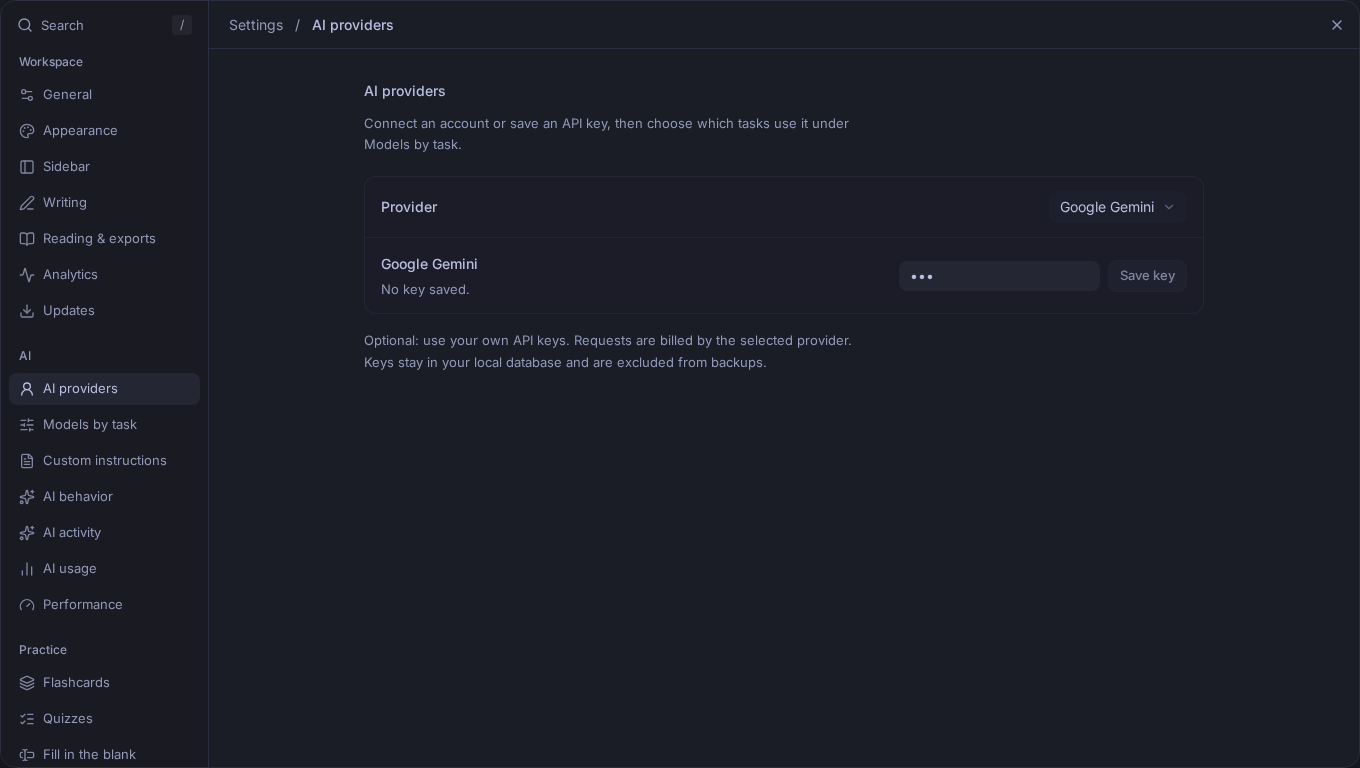 Search /
Settings / AI providers
Workspace
General
Appearance
Sidebar
Writing
Reading & exports
Analytics
Updates
AI
AI providers
Models by task
Custom instructions
AI behavior
AI activity
AI usage
Performance
Practice
Flashcards
Quizzes
Fill in the blank
AI providers
Connect an account or save an API key, then choose which tasks use it under
Models by task.
Provider
Google Gemini
Google Gemini
No key saved.
•••
Save key
Optional: use your own API keys. Requests are billed by the selected provider.
Keys stay in your local database and are excluded from backups.